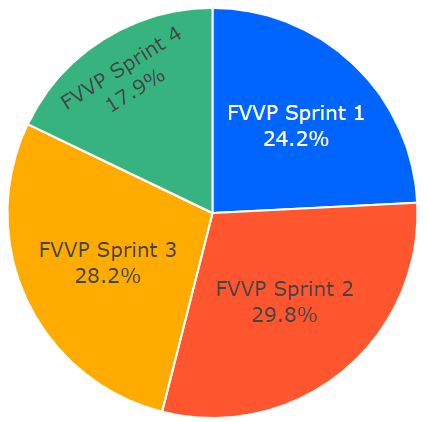 FVVP Sprint 1
24.2%
FVVP Sprint 2
29.8%
FVVP Sprint 3
28.2%
FVVP Sprint 4
17.9%